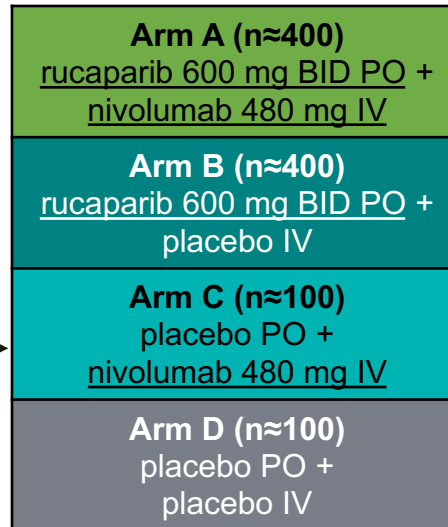 Arm A (n≈400)
rucaparib 600 mg BID PO +
nivolumab 480 mg IV
Arm B (n≈400)
rucaparib 600 mg BID PO +
placebo IV
Arm C (n≈100)
placebo PO +
nivolumab 480 mg IV
Arm D (n≈100)
placebo PO +
placebo IV